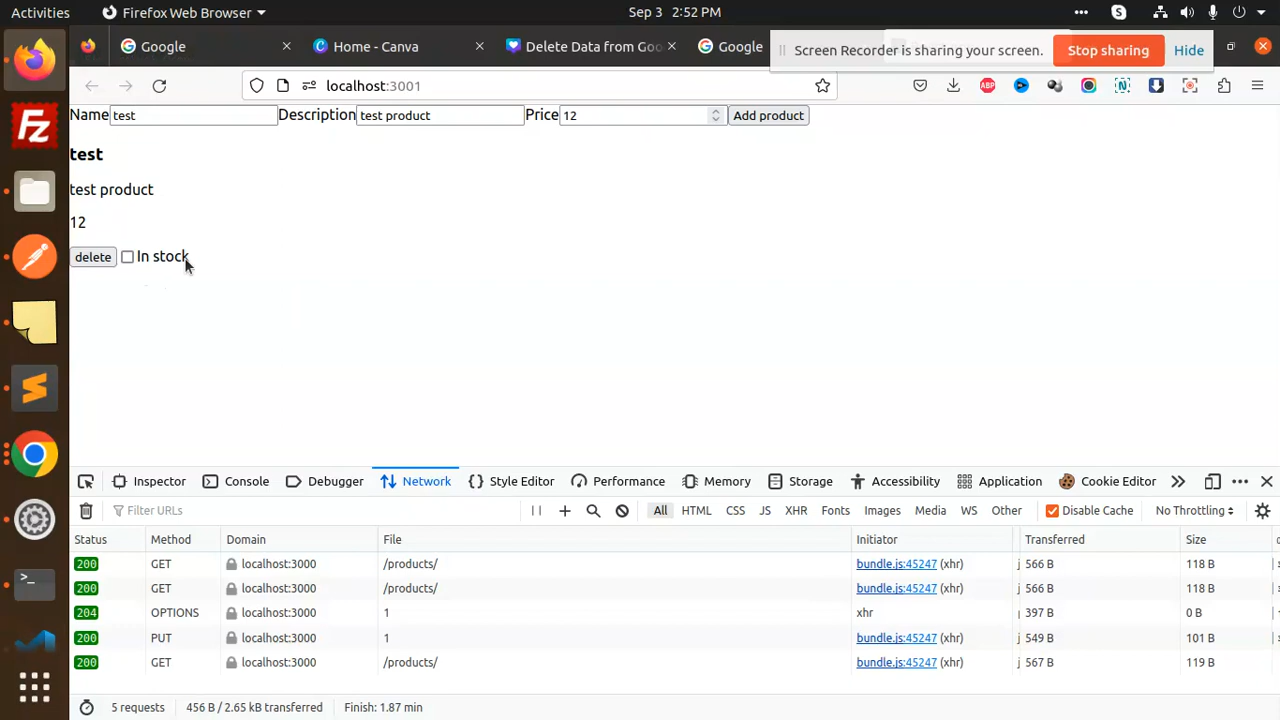 Activities Firefox Web Browser Sep 3 2:52 PM
Google Home - Canva Delete Data from Goo Google
Screen Recorder is sharing your screen. Stop sharing Hide
localhost:3001
Name test Description test product Price 12 Add product
test
test product
12
delete In stock
Inspector Console Debugger Network Style Editor Performance Memory Storage Accessibility Application Cookie Editor
Filter URLs All HTML CSS JS XHR Fonts Images Media WS Other Disable Cache No Throttling
Status Method Domain File Initiator Transferred Size
200 GET localhost:3000 /products/ bundle.js:45247 (xhr) j 566 B 118 B
200 GET localhost:3000 /products/ bundle.js:45247 (xhr) j 566 B 118 B
204 OPTIONS localhost:3000 1 xhr 397 B 0 B
200 PUT localhost:3000 1 bundle.js:45247 (xhr) j 549 B 101 B
200 GET localhost:3000 /products/ bundle.js:45247 (xhr) j 567 B 119 B
5 requests 456 B / 2.65 kB transferred Finish: 1.87 min